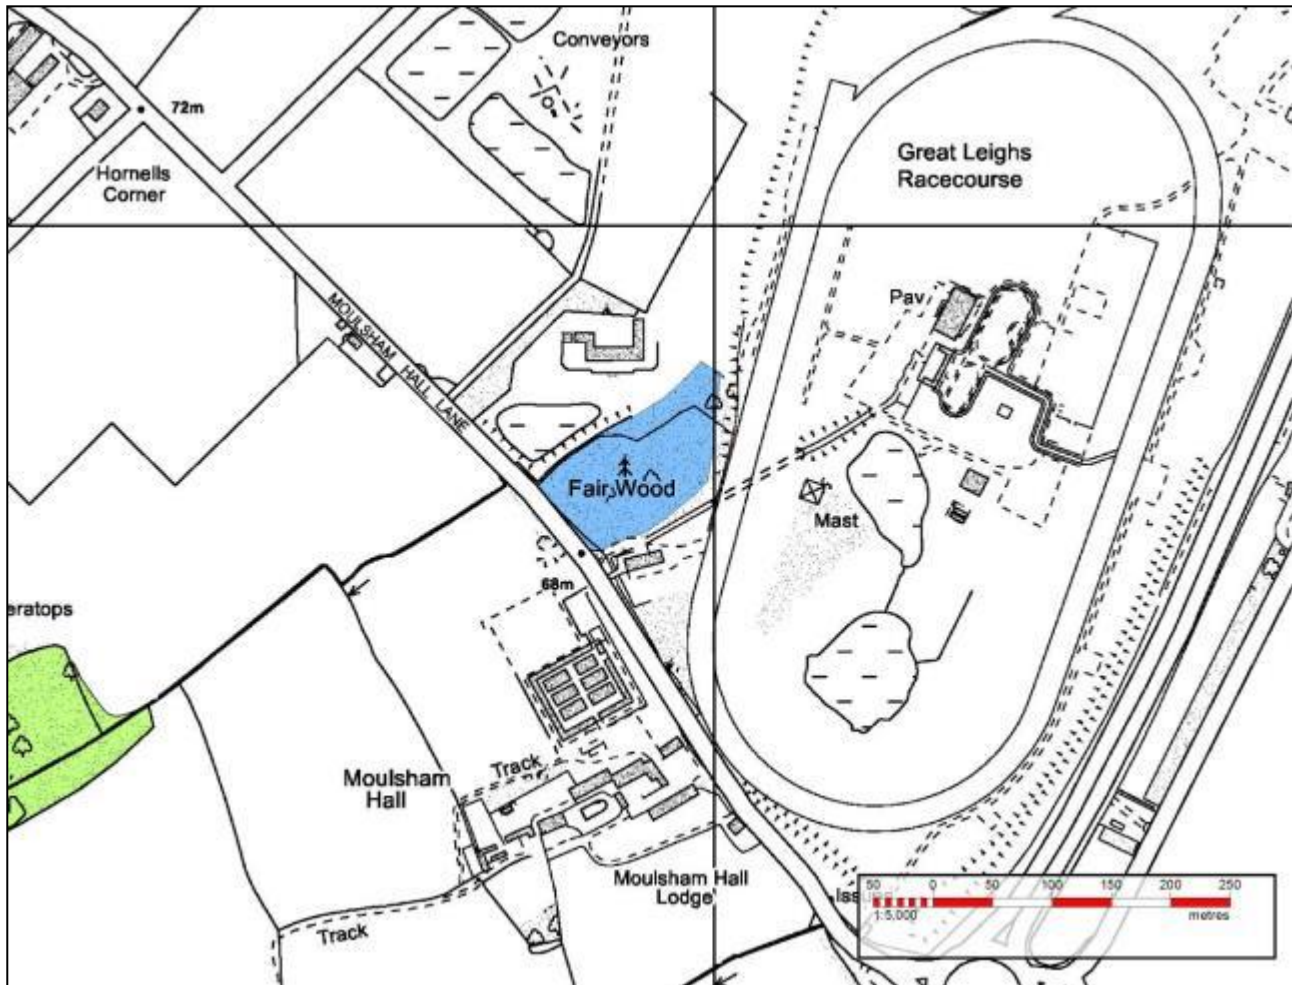 Conveyors
72m
Great Leighs
Racecourse
Hornells
Corner
MOULSHAM HALL LANE
Pav
Fair Wood
Mast
68m
eratops
Track
Moulsham
Hall
Moulsham Hall
Lodge
Track
50 0 50 100 150 200 250
1:5,000 metres